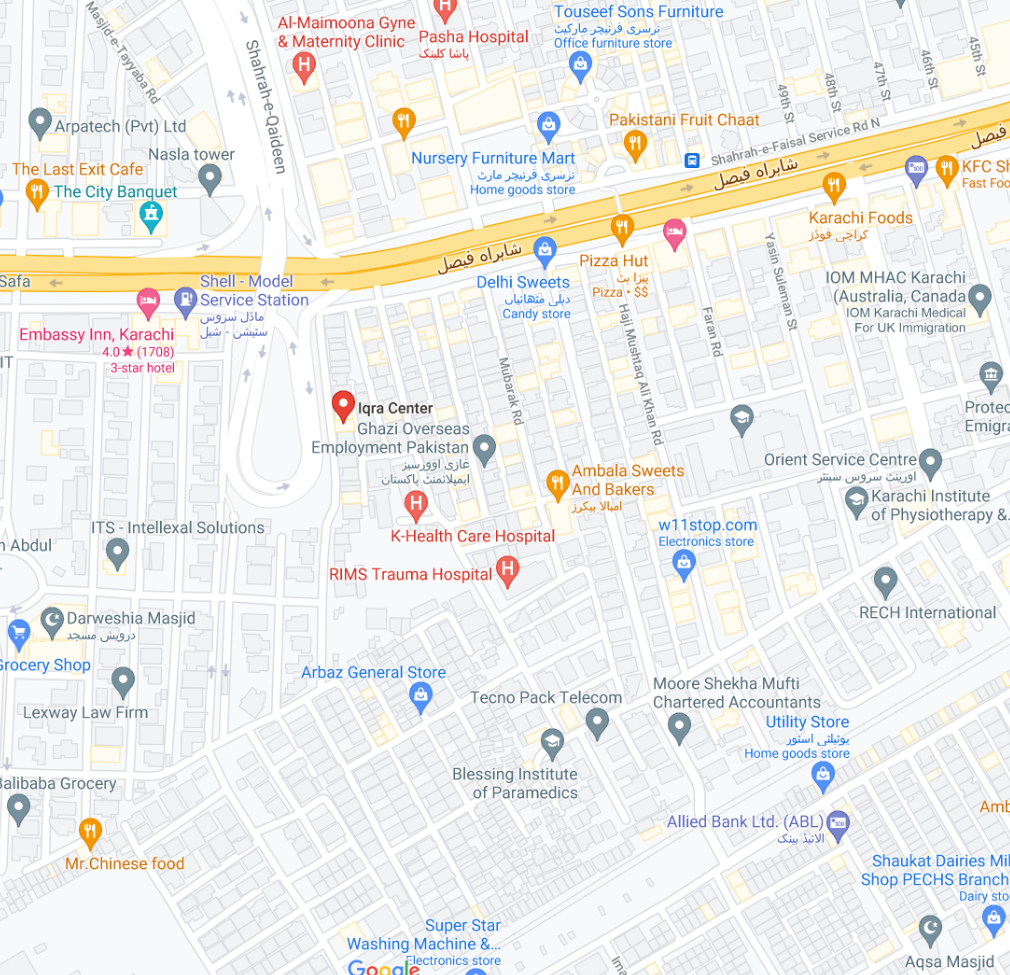 Touseef Sons Furniture
نرسری فرنیچر مارکیٹ
Office furniture store
Al-Maimoona Gyne
& Maternity Clinic
Pasha Hospital
پاشا کلینک
Masjid-e-Tayyaba Rd
Shahrah-e-Qaideen
45th St
46th St
47th St
48th St
49th St
Arpatech (Pvt) Ltd
Nasla tower
Pakistani Fruit Chaat
Shahrah-e-Faisal Service Rd N
فیصل
The Last Exit Cafe
The City Banquet
Nursery Furniture Mart
نرسری فرنیچر مارٹ
Home goods store
شاہراہ فیصل
KFC Sh
Fast Foo
Karachi Foods
کراچی فوڈز
شاہراہ فیصل
Pizza Hut
پیزا ہٹ
Pizza • $$
Delhi Sweets
دہلی مٹھائیاں
Candy store
Safa
Shell - Model
Service Station
ماڈل سروس
سٹیشن - شیل
Embassy Inn, Karachi
4.0★ (1708)
3-star hotel
IT
Yasin Suleman St
Faran Rd
Haji Mushtaq Ali Khan Rd
Mubarak Rd
IOM MHAC Karachi
(Australia, Canada
IOM Karachi Medical
For UK Immigration
Protec
Emigra
Iqra Center
Ghazi Overseas
Employment Pakistan
غازی اوورسیز
ایمپلائمنٹ پاکستان
Ambala Sweets
And Bakers
امبالا بیکرز
Orient Service Centre
اورینٹ سروس سینٹر
Karachi Institute
of Physiotherapy &.
K-Health Care Hospital
ITS - Intellexal Solutions
n Abdul
w11stop.com
Electronics store
RIMS Trauma Hospital
RECH International
Darweshia Masjid
درویش مسجد
Grocery Shop
Lexway Law Firm
Arbaz General Store
Tecno Pack Telecom
Moore Shekha Mufti
Chartered Accountants
Utility Store
یوٹیلٹی اسٹور
Home goods store
Blessing Institute
of Paramedics
Balibaba Grocery
Mr.Chinese food
Allied Bank Ltd. (ABL)
الائیڈ بینک
Amb
Shaukat Dairies Mil
Shop PECHS Branch
Dairy sto
Super Star
Washing Machine &...
Electronics store
Google
Ima
Aqsa Masjid